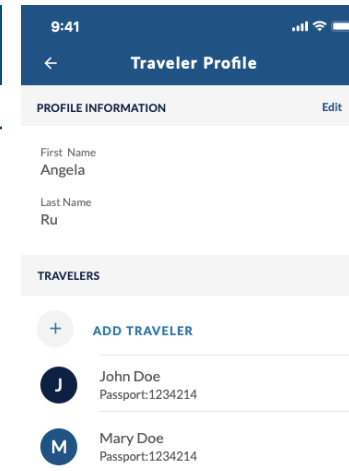 9:41
Traveler Profile
PROFILE INFORMATION Edit
First Name
Angela
Last Name
Ru
TRAVELERS
+ ADD TRAVELER
J
John Doe
Passport:1234214
M
Mary Doe
Passport:1234214